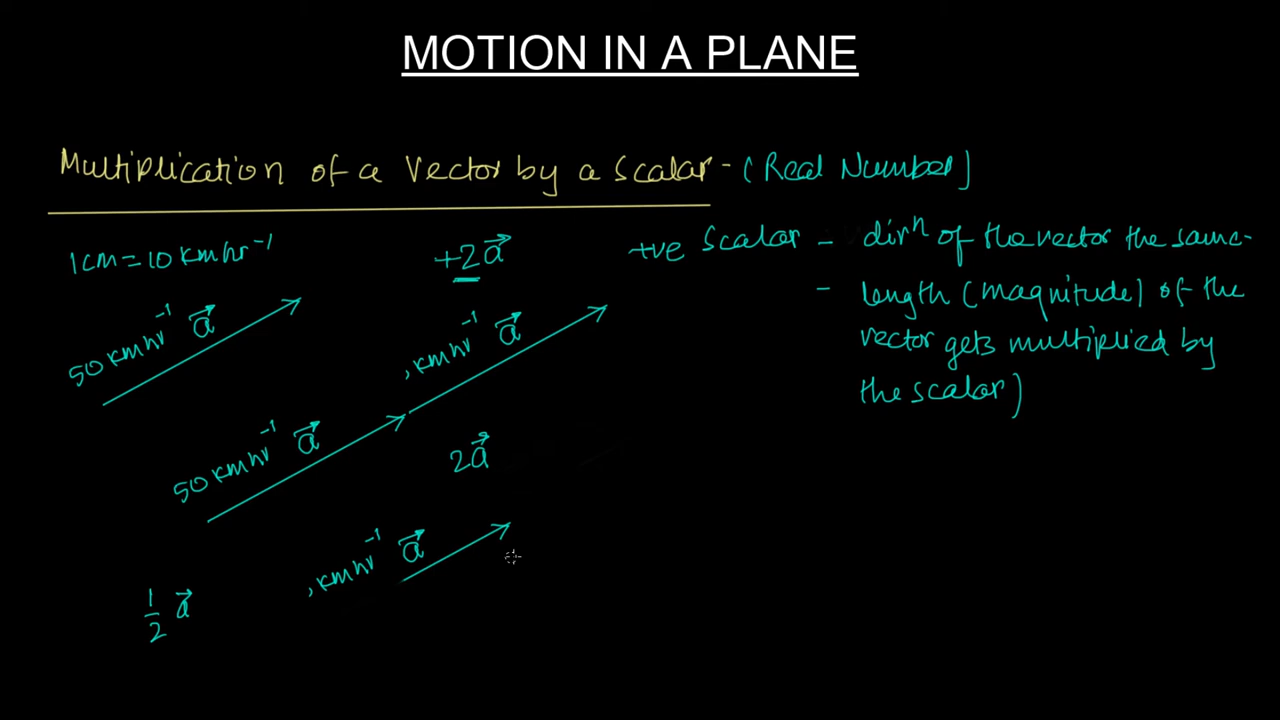 MOTION IN A PLANE
Multiplication of a Vector by a Scalar - (Real Number)
1cm = 10 kmhr⁻¹
+2a⃗
+ve Scalar - dirⁿ of the vector the same-
- length (magnitude) of the
vector gets multiplied by
the scalar)
50 kmhr⁻¹ a⃗
, kmhr⁻¹ a⃗
50 kmhr⁻¹ a⃗
2a⃗
, kmhr⁻¹ a⃗
1/2 a⃗